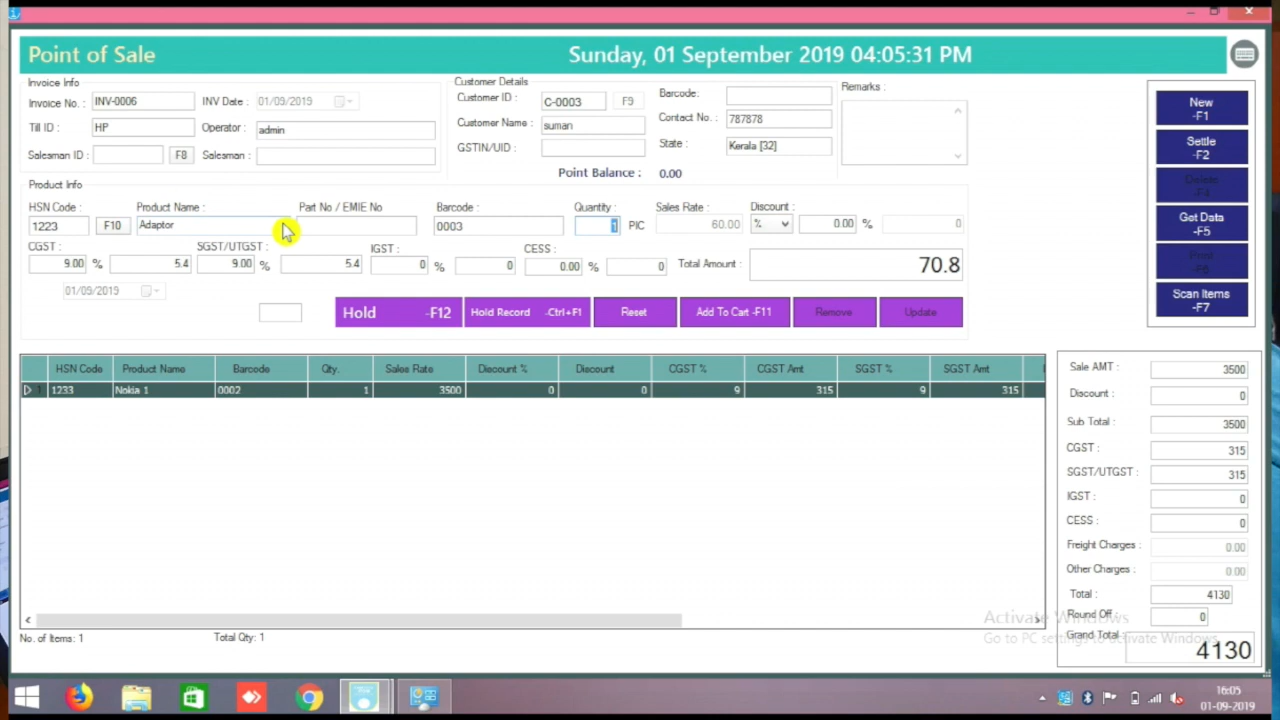 Point of Sale
Sunday, 01 September 2019 04:05:31 PM
Invoice Info
Invoice No. : INV-0006 INV Date : 01/09/2019
Till ID : HP Operator : admin
Salesman ID : F8 Salesman :
Customer Details
Customer ID : C-0003 F9
Customer Name : suman
GSTIN/UID :
Barcode:
Contact No. : 787878
State : Kerala [32]
Remarks :
Point Balance : 0.00
New -F1
Settle -F2
Delete -F4
Get Data -F5
Print -F6
Scan Items -F7
Product Info
HSN Code : Product Name : Part No / EMIE No Barcode : Quantity : Sales Rate : Discount :
1223 F10 Adaptor 0003 1 PIC 60.00 % 0.00 % 0
CGST : SGST/UTGST : IGST : CESS :
9.00 % 5.4 9.00 % 5.4 0 % 0 0.00 % 0 Total Amount : 70.8
01/09/2019
Hold -F12 Hold Record -Ctrl+F1 Reset Add To Cart -F11 Remove Update
HSN Code Product Name Barcode Qty. Sales Rate Discount % Discount CGST % CGST Amt SGST % SGST Amt
1 1233 Nokia 1 0002 1 3500 0 0 9 315 9 315
No. of Items: 1 Total Qty: 1
Sale AMT : 3500
Discount : 0
Sub Total : 3500
CGST : 315
SGST/UTGST : 315
IGST : 0
CESS : 0
Freight Charges : 0.00
Other Charges : 0.00
Total : 4130
Round Off 0
Grand Total 4130
Activate Windows
Go to PC settings to activate Windows.
16:05
01-09-2019